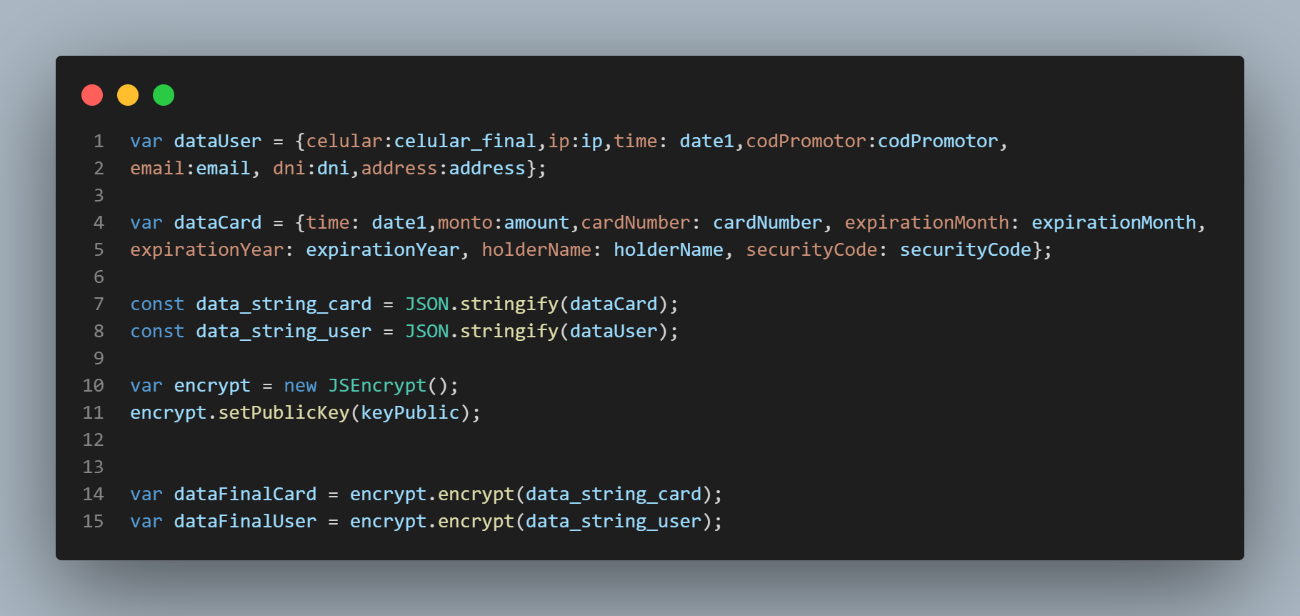 1 var dataUser = {celular:celular_final,ip:ip,time: date1,codPromotor:codPromotor,
2 email:email, dni:dni,address:address};
3
4 var dataCard = {time: date1,monto:amount,cardNumber: cardNumber, expirationMonth: expirationMonth,
5 expirationYear: expirationYear, holderName: holderName, securityCode: securityCode};
6
7 const data_string_card = JSON.stringify(dataCard);
8 const data_string_user = JSON.stringify(dataUser);
9
10 var encrypt = new JSEncrypt();
11 encrypt.setPublicKey(keyPublic);
12
13
14 var dataFinalCard = encrypt.encrypt(data_string_card);
15 var dataFinalUser = encrypt.encrypt(data_string_user);